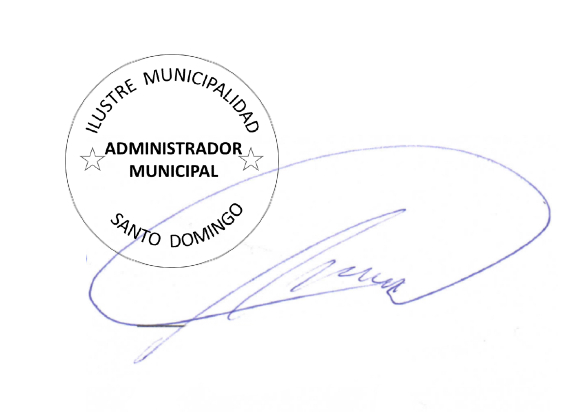 ILUSTRE MUNICIPALIDAD
ADMINISTRADOR
MUNICIPAL
SANTO DOMINGO